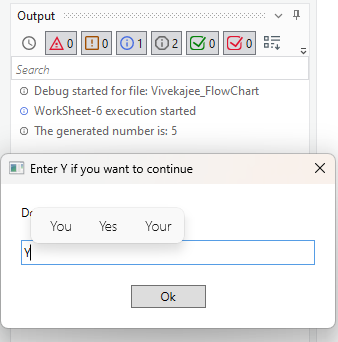 Output
0
0
1
2
0
0
Search
Debug started for file: Vivekajee_FlowChart
WorkSheet-6 execution started
The generated number is: 5
Enter Y if you want to continue
You Yes Your
Y
Ok